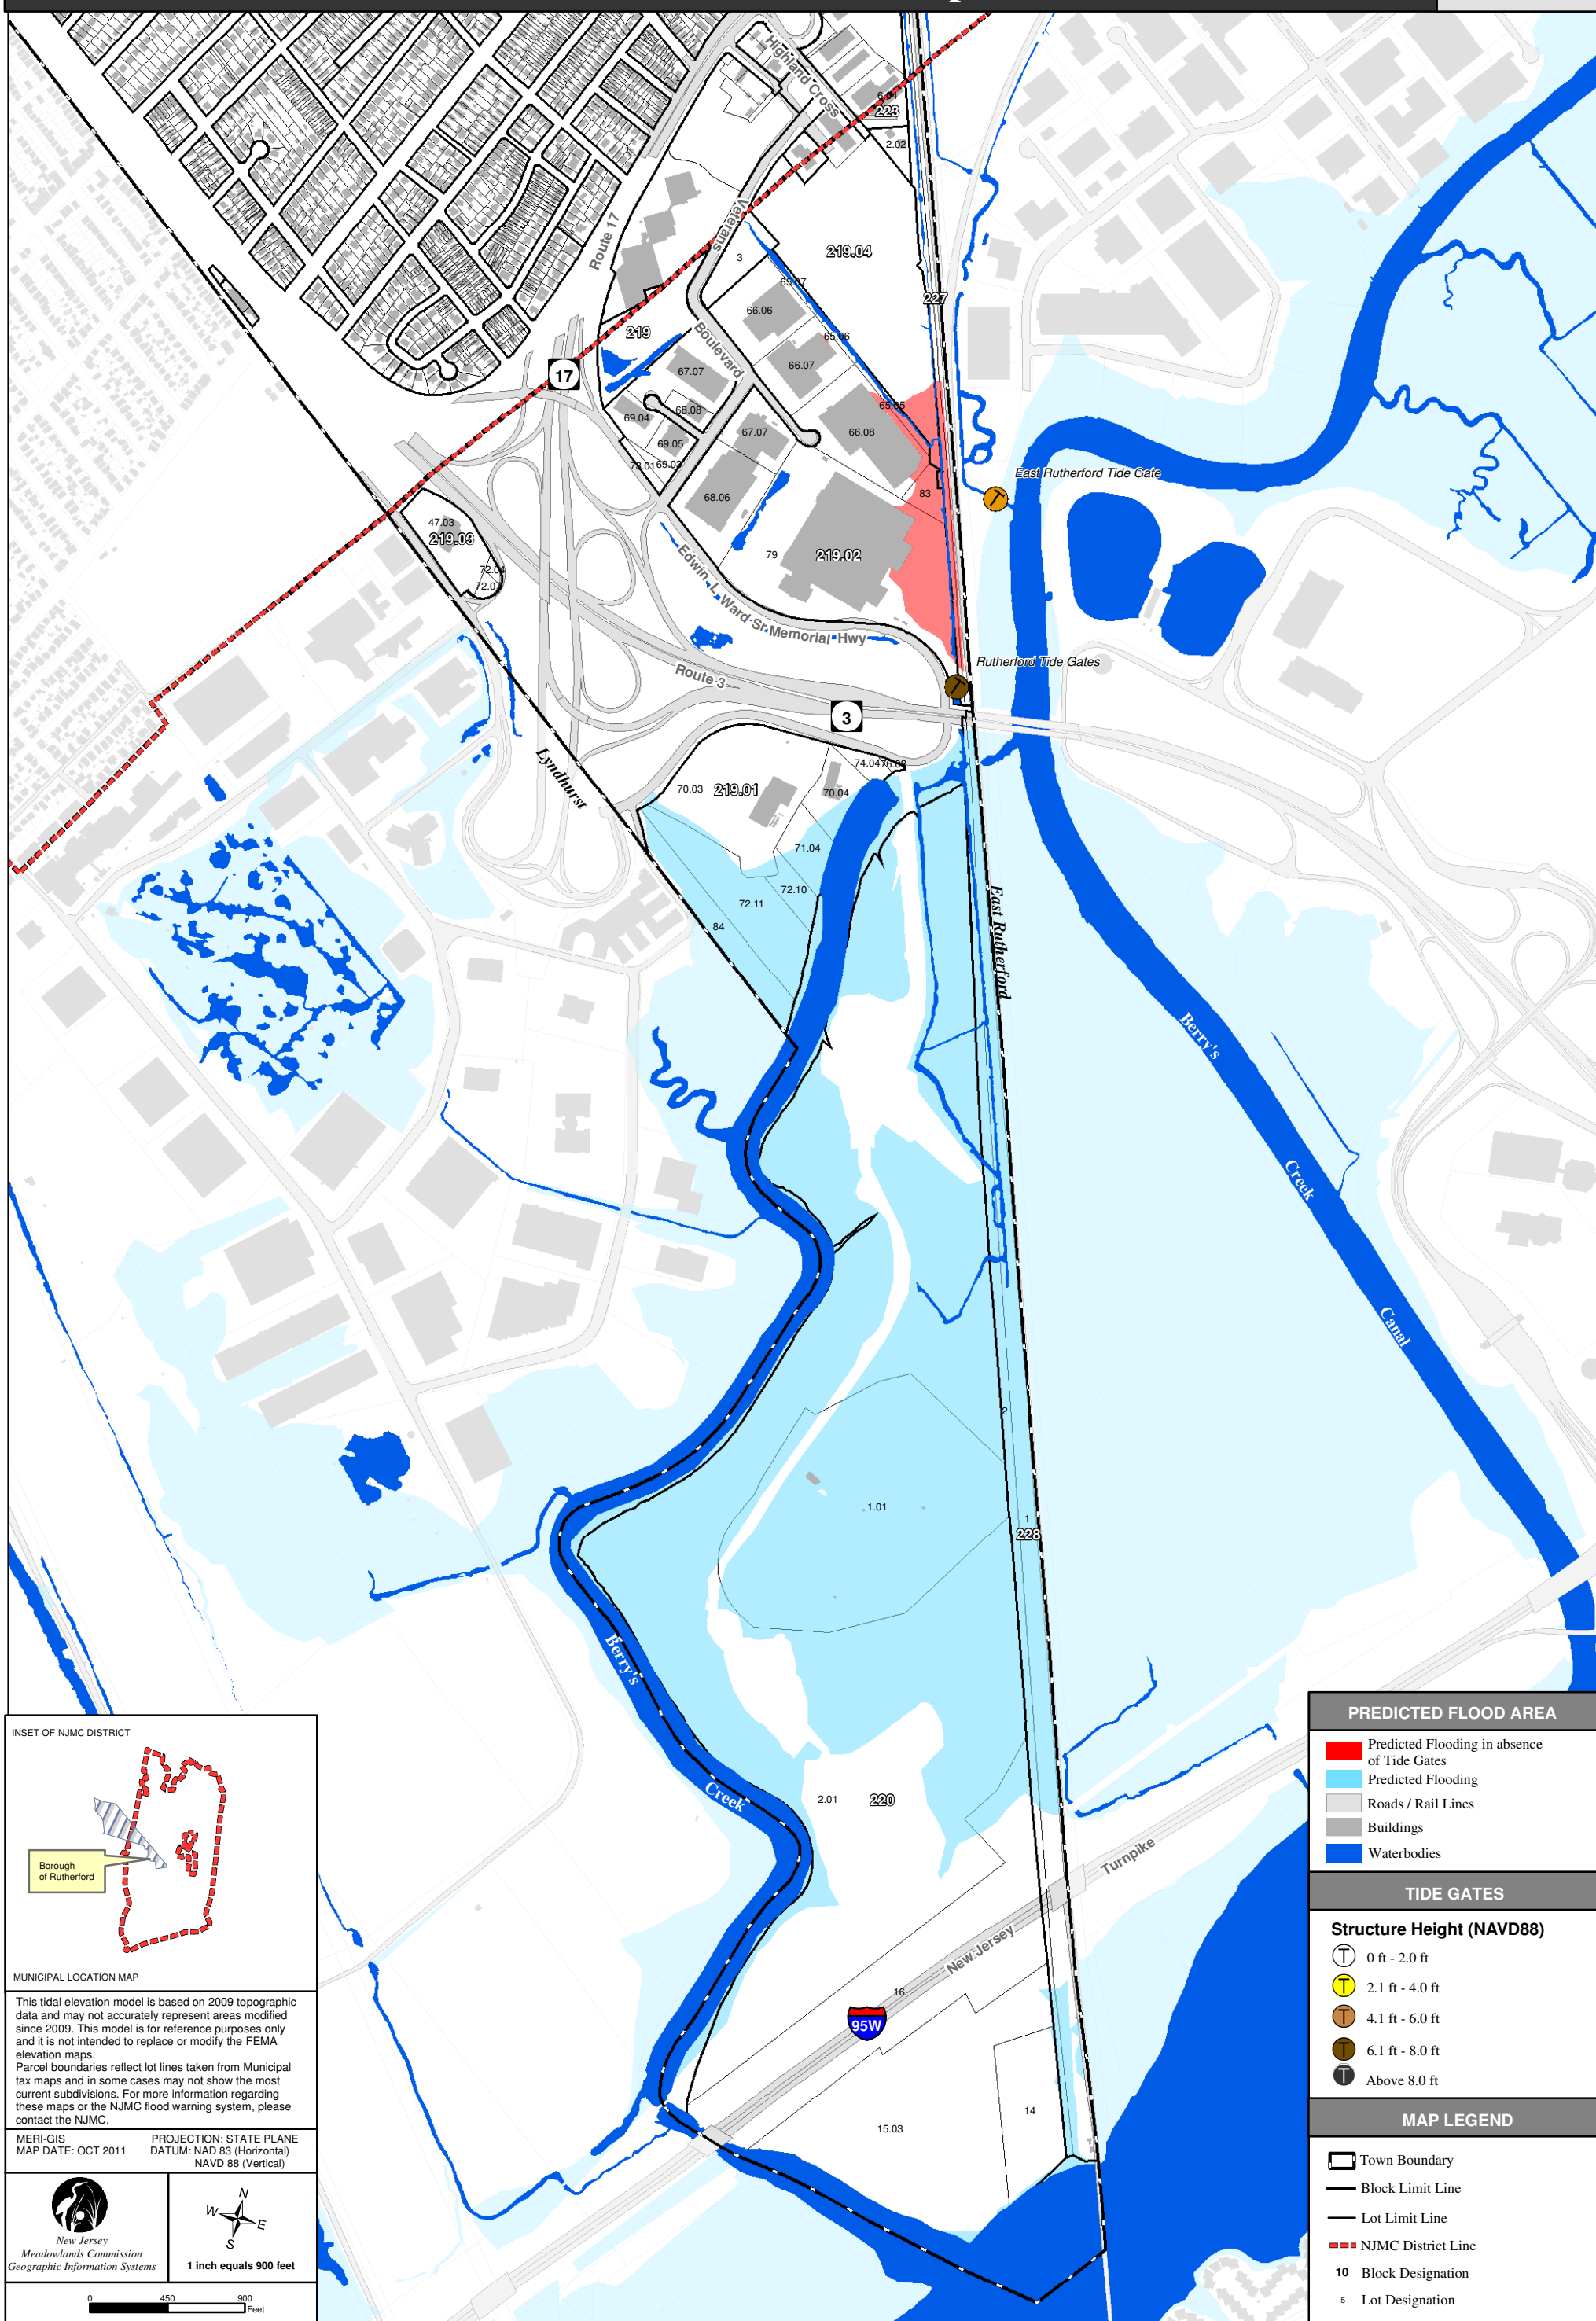 Highland Cross
6.04
223
2.02
Route 17
Veterans
Boulevard
3
219.04
65.07
227
66.06
65.06
219
67.07
66.07
17
68.08
65.05
69.04
67.07
66.08
69.05
69.03
East Rutherford Tide Gate
83
68.06
47.03
219.03
79
219.02
72.04
72.07
Edwin L. Ward Sr. Memorial Hwy
Rutherford Tide Gates
Route 3
3
Lyndhurst
74.04
70.03
219.01
70.04
71.04
72.10
72.11
84
East Rutherford
Berry's
Creek
Canal
2
1.01
1
228
Berry's
Creek
2.01
220
Turnpike
New Jersey
16
95W
14
15.03
INSET OF NJMC DISTRICT
Borough
of Rutherford
MUNICIPAL LOCATION MAP
This tidal elevation model is based on 2009 topographic
data and may not accurately represent areas modified
since 2009. This model is for reference purposes only
and it is not intended to replace or modify the FEMA
elevation maps.
Parcel boundaries reflect lot lines taken from Municipal
tax maps and in some cases may not show the most
current subdivisions. For more information regarding
these maps or the NJMC flood warning system, please
contact the NJMC.
MERI-GIS
MAP DATE: OCT 2011
PROJECTION: STATE PLANE
DATUM: NAD 83 (Horizontal)
NAVD 88 (Vertical)
New Jersey
Meadowlands Commission
Geographic Information Systems
N
W
E
S
1 inch equals 900 feet
0 450 900
Feet
PREDICTED FLOOD AREA
Predicted Flooding in absence
of Tide Gates
Predicted Flooding
Roads / Rail Lines
Buildings
Waterbodies
TIDE GATES
Structure Height (NAVD88)
T 0 ft - 2.0 ft
T 2.1 ft - 4.0 ft
T 4.1 ft - 6.0 ft
T 6.1 ft - 8.0 ft
T Above 8.0 ft
MAP LEGEND
Town Boundary
Block Limit Line
Lot Limit Line
NJMC District Line
10 Block Designation
5 Lot Designation